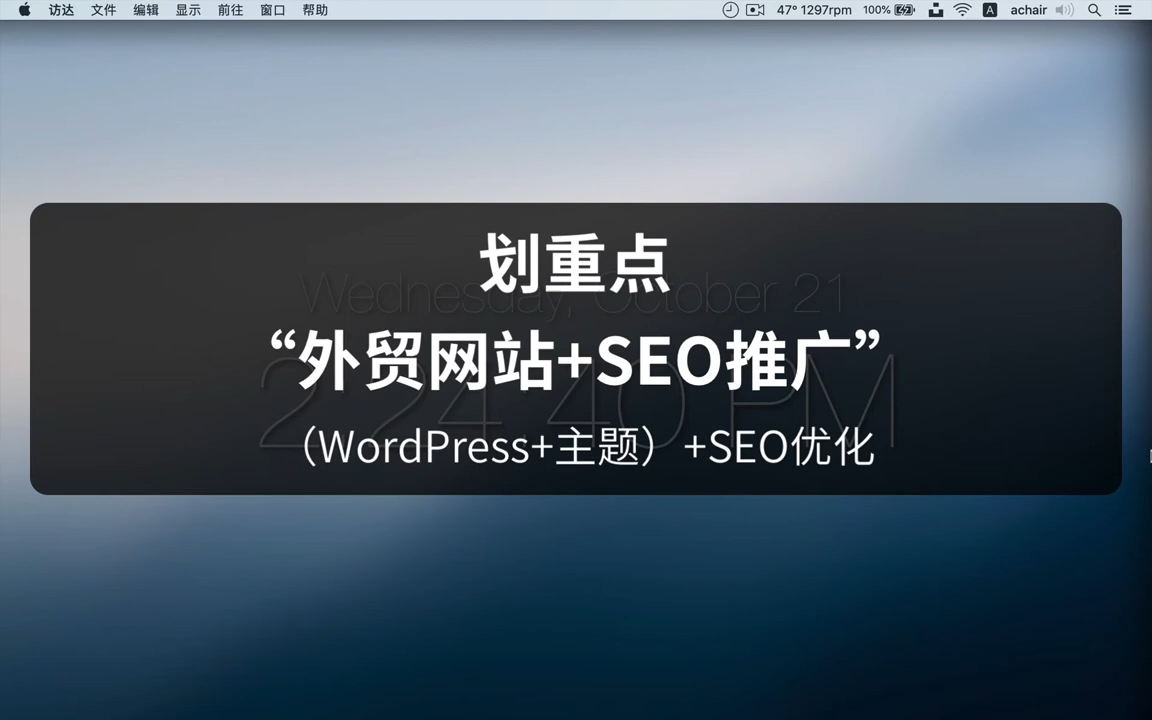 访达 文件 编辑 显示 前往 窗口 帮助 47° 1297rpm 100% A achair
划重点
Wednesday, October 21
“外贸网站+SEO推广”
2:24:40 PM
（WordPress+主题）+SEO优化